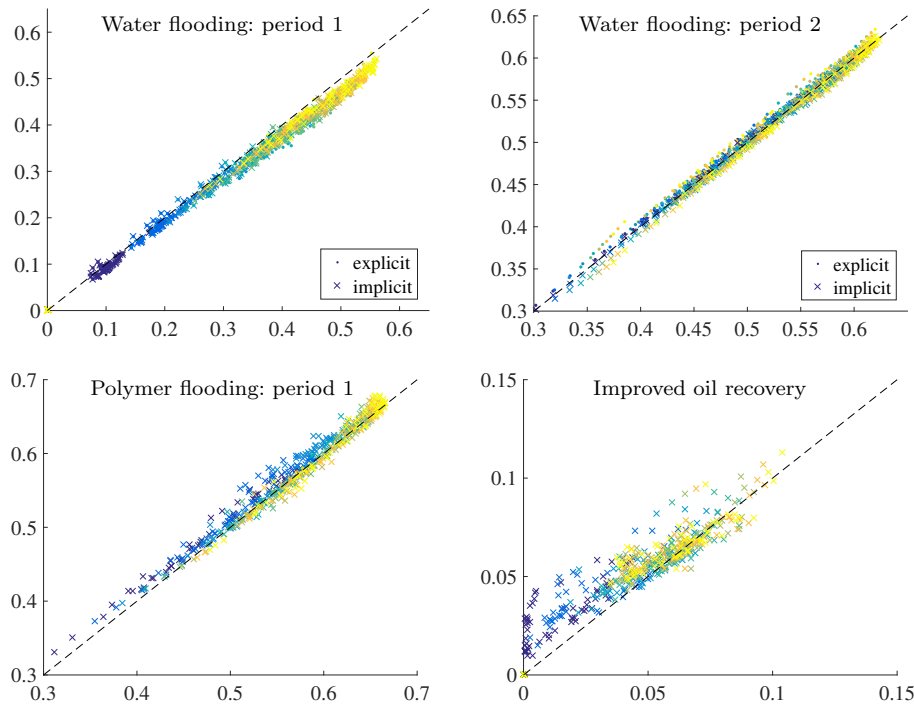 Water flooding: period 1
0.6
0.5
0.4
0.3
0.2
0.1
0
explicit
implicit
0 0.1 0.2 0.3 0.4 0.5 0.6
Water flooding: period 2
0.65
0.6
0.55
0.5
0.45
0.4
0.35
0.3
explicit
implicit
0.3 0.35 0.4 0.45 0.5 0.55 0.6
Polymer flooding: period 1
0.7
0.6
0.5
0.4
0.3
0.3 0.4 0.5 0.6 0.7
Improved oil recovery
0.15
0.1
0.05
0
0 0.05 0.1 0.15